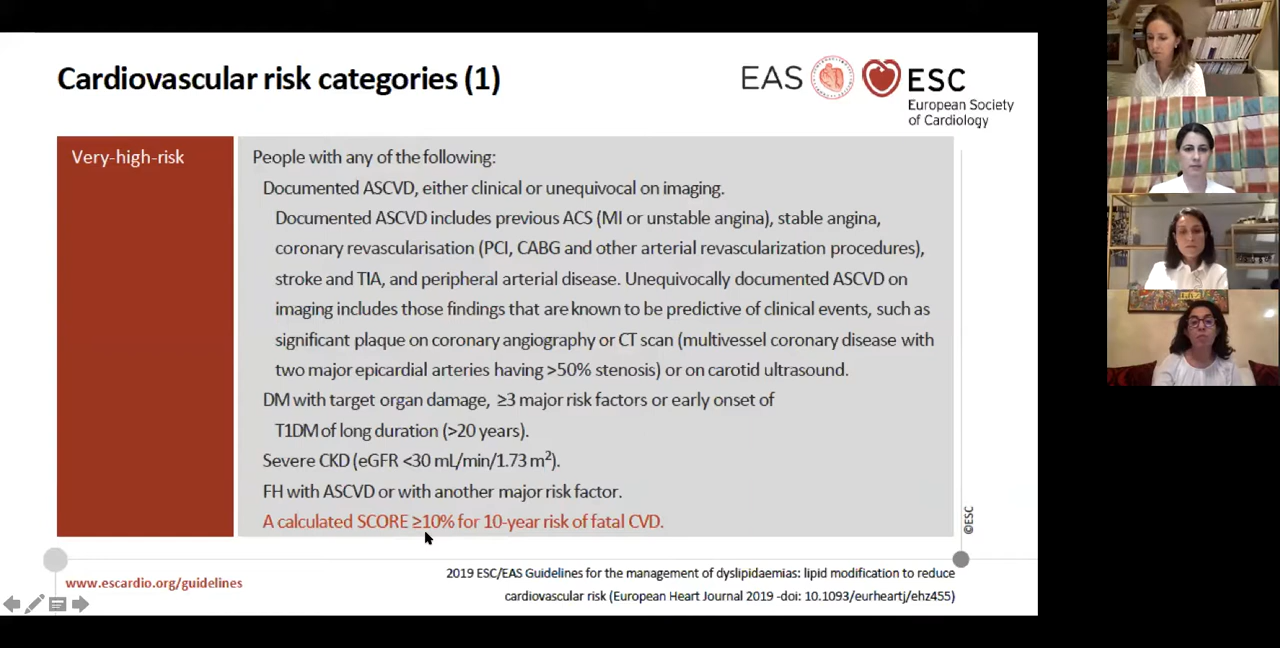 Cardiovascular risk categories (1)
EAS
ESC
European Society
of Cardiology
Very-high-risk
People with any of the following:
Documented ASCVD, either clinical or unequivocal on imaging.
Documented ASCVD includes previous ACS (MI or unstable angina), stable angina,
coronary revascularisation (PCI, CABG and other arterial revascularization procedures),
stroke and TIA, and peripheral arterial disease. Unequivocally documented ASCVD on
imaging includes those findings that are known to be predictive of clinical events, such as
significant plaque on coronary angiography or CT scan (multivessel coronary disease with
two major epicardial arteries having >50% stenosis) or on carotid ultrasound.
DM with target organ damage, ≥3 major risk factors or early onset of
T1DM of long duration (>20 years).
Severe CKD (eGFR <30 mL/min/1.73 m²).
FH with ASCVD or with another major risk factor.
A calculated SCORE ≥10% for 10-year risk of fatal CVD.
©ESC
www.escardio.org/guidelines
2019 ESC/EAS Guidelines for the management of dyslipidaemias: lipid modification to reduce
cardiovascular risk (European Heart Journal 2019 -doi: 10.1093/eurheartj/ehz455)